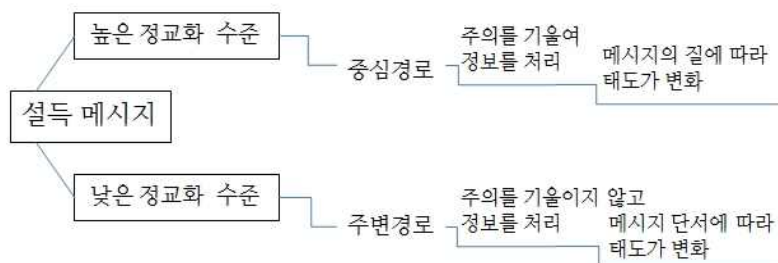 높은 정교화 수준
중심경로
주의를 기울여
정보를 처리
메시지의 질에 따라
태도가 변화
설득 메시지
낮은 정교화 수준
주변경로
주의를 기울이지 않고
정보를 처리
메시지 단서에 따라
태도가 변화